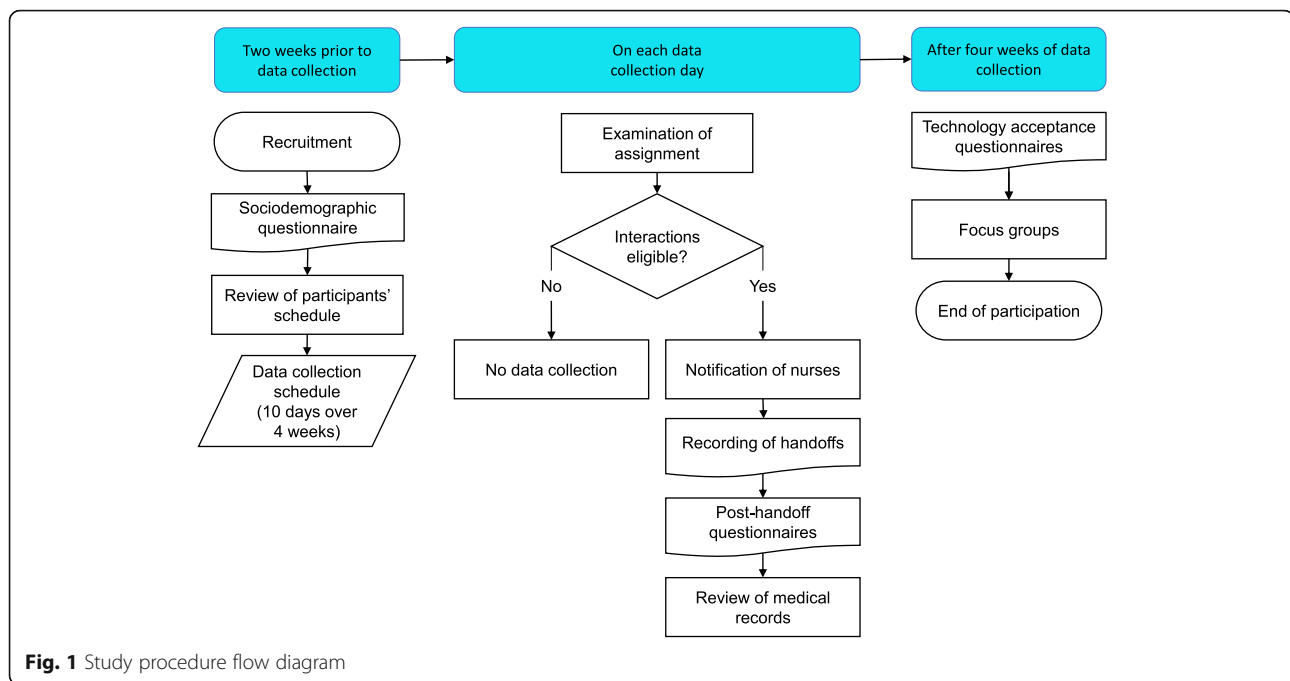 Two weeks prior to
data collection
On each data
collection day
After four weeks of data
collection
Recruitment
Sociodemographic
questionnaire
Review of participants’
schedule
Data collection
schedule
(10 days over
4 weeks)
Examination of
assignment
Interactions
eligible?
No
Yes
No data collection
Notification of nurses
Recording of handoffs
Post-handoff
questionnaires
Review of medical
records
Technology acceptance
questionnaires
Focus groups
End of participation
Fig. 1 Study procedure flow diagram